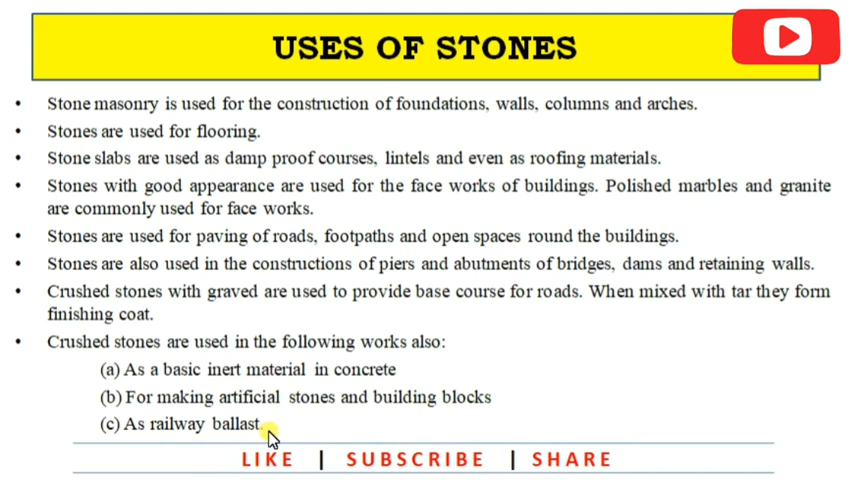 USES OF STONES
• Stone masonry is used for the construction of foundations, walls, columns and arches.
• Stones are used for flooring.
• Stone slabs are used as damp proof courses, lintels and even as roofing materials.
• Stones with good appearance are used for the face works of buildings. Polished marbles and granite
are commonly used for face works.
• Stones are used for paving of roads, footpaths and open spaces round the buildings.
• Stones are also used in the constructions of piers and abutments of bridges, dams and retaining walls.
• Crushed stones with graved are used to provide base course for roads. When mixed with tar they form
finishing coat.
• Crushed stones are used in the following works also:
(a) As a basic inert material in concrete
(b) For making artificial stones and building blocks
(c) As railway ballast.
LIKE | SUBSCRIBE | SHARE